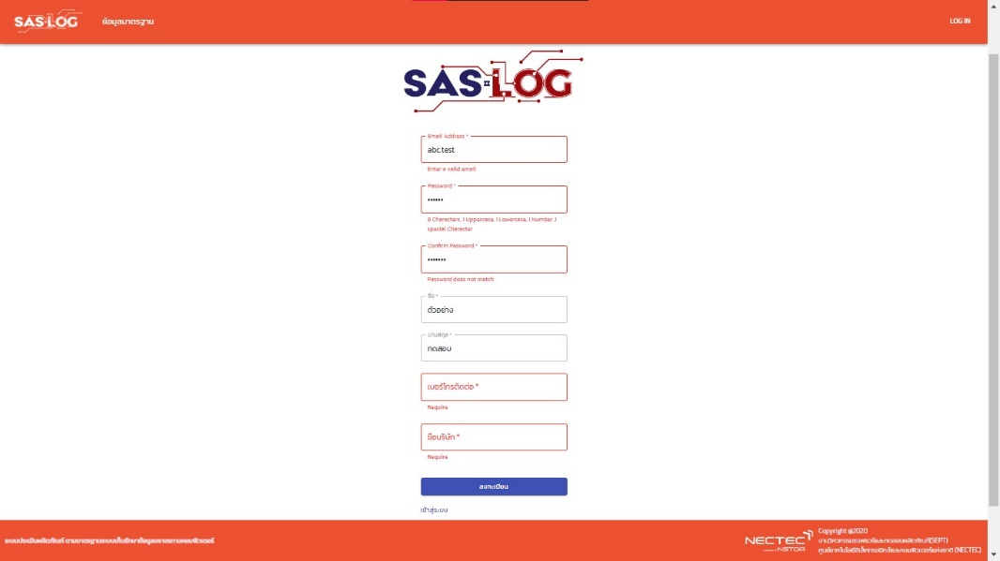 SAS-LOG
ข้อมูลมาตรฐาน
LOG IN
SAS-LOG
Email Address *
abc.test
Enter a valid email
Password *
••••••
8 Characters, 1 Uppercase, 1 Lowercase, 1 Number ,1
special Character
Confirm Password *
•••••••
Password does not match
ชื่อ *
ตัวอย่าง
นามสกุล *
ทดสอบ
เบอร์โทรติดต่อ *
Require
ชื่อบริษัท *
Require
ลงทะเบียน
เข้าสู่ระบบ
ระบบประเมินผลิตภัณฑ์ ตามมาตรฐานระบบเก็บรักษาข้อมูลจราจรทางคอมพิวเตอร์
NECTEC
NSTDA
Copyright @2020
งานวิศวกรรมซอฟต์แวร์และทดสอบผลิตภัณฑ์(SEPT)
ศูนย์เทคโนโลยีอิเล็กทรอนิกส์และคอมพิวเตอร์แห่งชาติ (NECTEC)